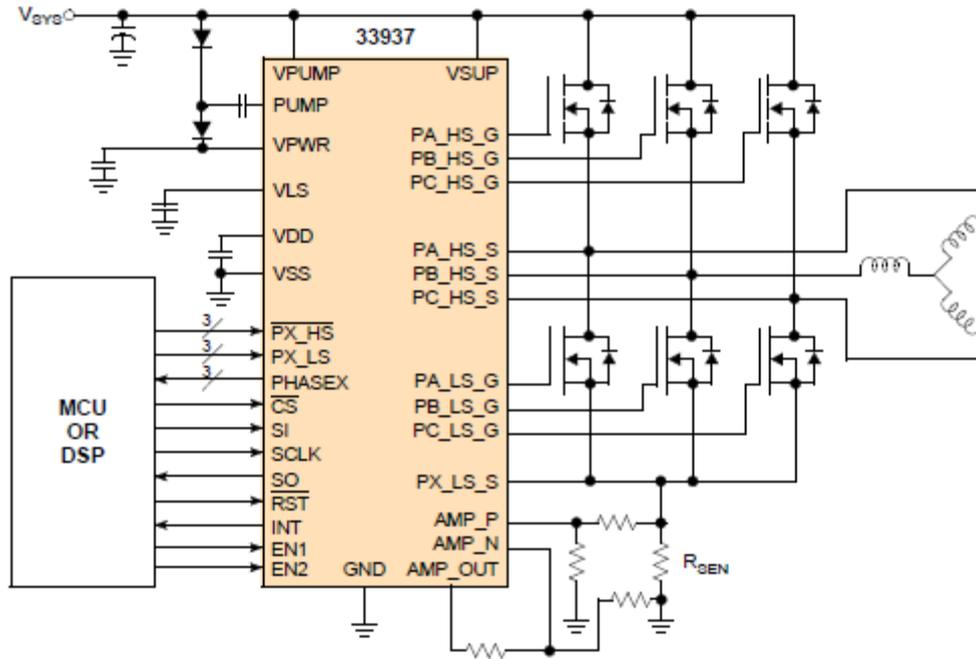 V_SYS
33937
VPUMP VSUP
PUMP
VPWR
VLS
VDD
VSS
PA_HS_G
PB_HS_G
PC_HS_G
PA_HS_S
PB_HS_S
PC_HS_S
MCU
OR
DSP
3
3
3
PX_HS
PX_LS
PHASEX
CS
SI
SCLK
SO
RST
INT
EN1
EN2
GND
PA_LS_G
PB_LS_G
PC_LS_G
PX_LS_S
AMP_P
AMP_N
AMP_OUT
R_SEN